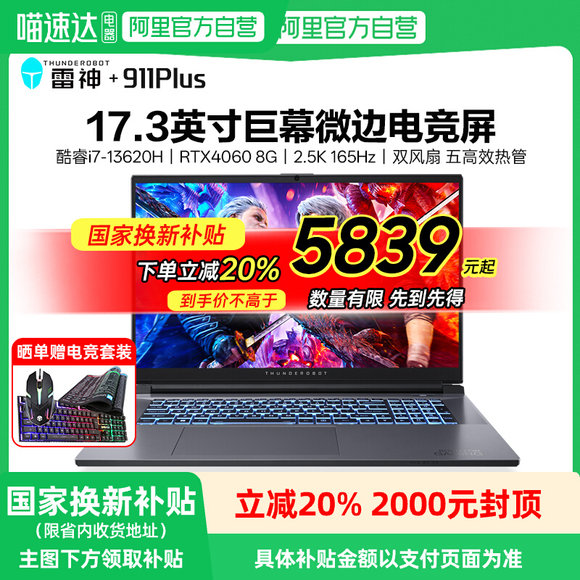 喵速达电器 阿里官方自营 阿里官方自营
THUNDEROBOT
雷神 + 911Plus
17.3英寸巨幕微边电竞屏
酷睿i7-13620H | RTX4060 8G | 2.5K 165Hz | 双风扇 五高效热管
国家换新补贴
下单立减20%
到手价不高于
5839元起
数量有限 先到先得
晒单赠电竞套装
THUNDEROBOT
国家换新补贴
(限省内收货地址)
主图下方领取补贴
立减20% 2000元封顶
具体补贴金额以支付页面为准